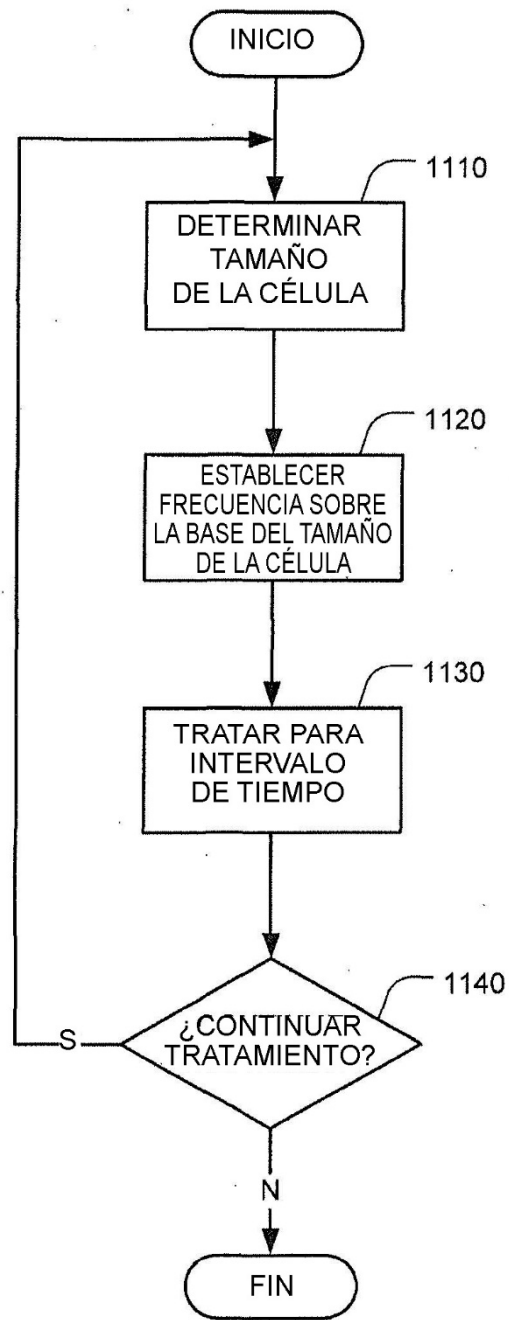 INICIO
1110
DETERMINAR
TAMAÑO
DE LA CÉLULA
1120
ESTABLECER
FRECUENCIA SOBRE
LA BASE DEL TAMAÑO
DE LA CÉLULA
1130
TRATAR PARA
INTERVALO
DE TIEMPO
1140
¿CONTINUAR
TRATAMIENTO?
S
N
FIN